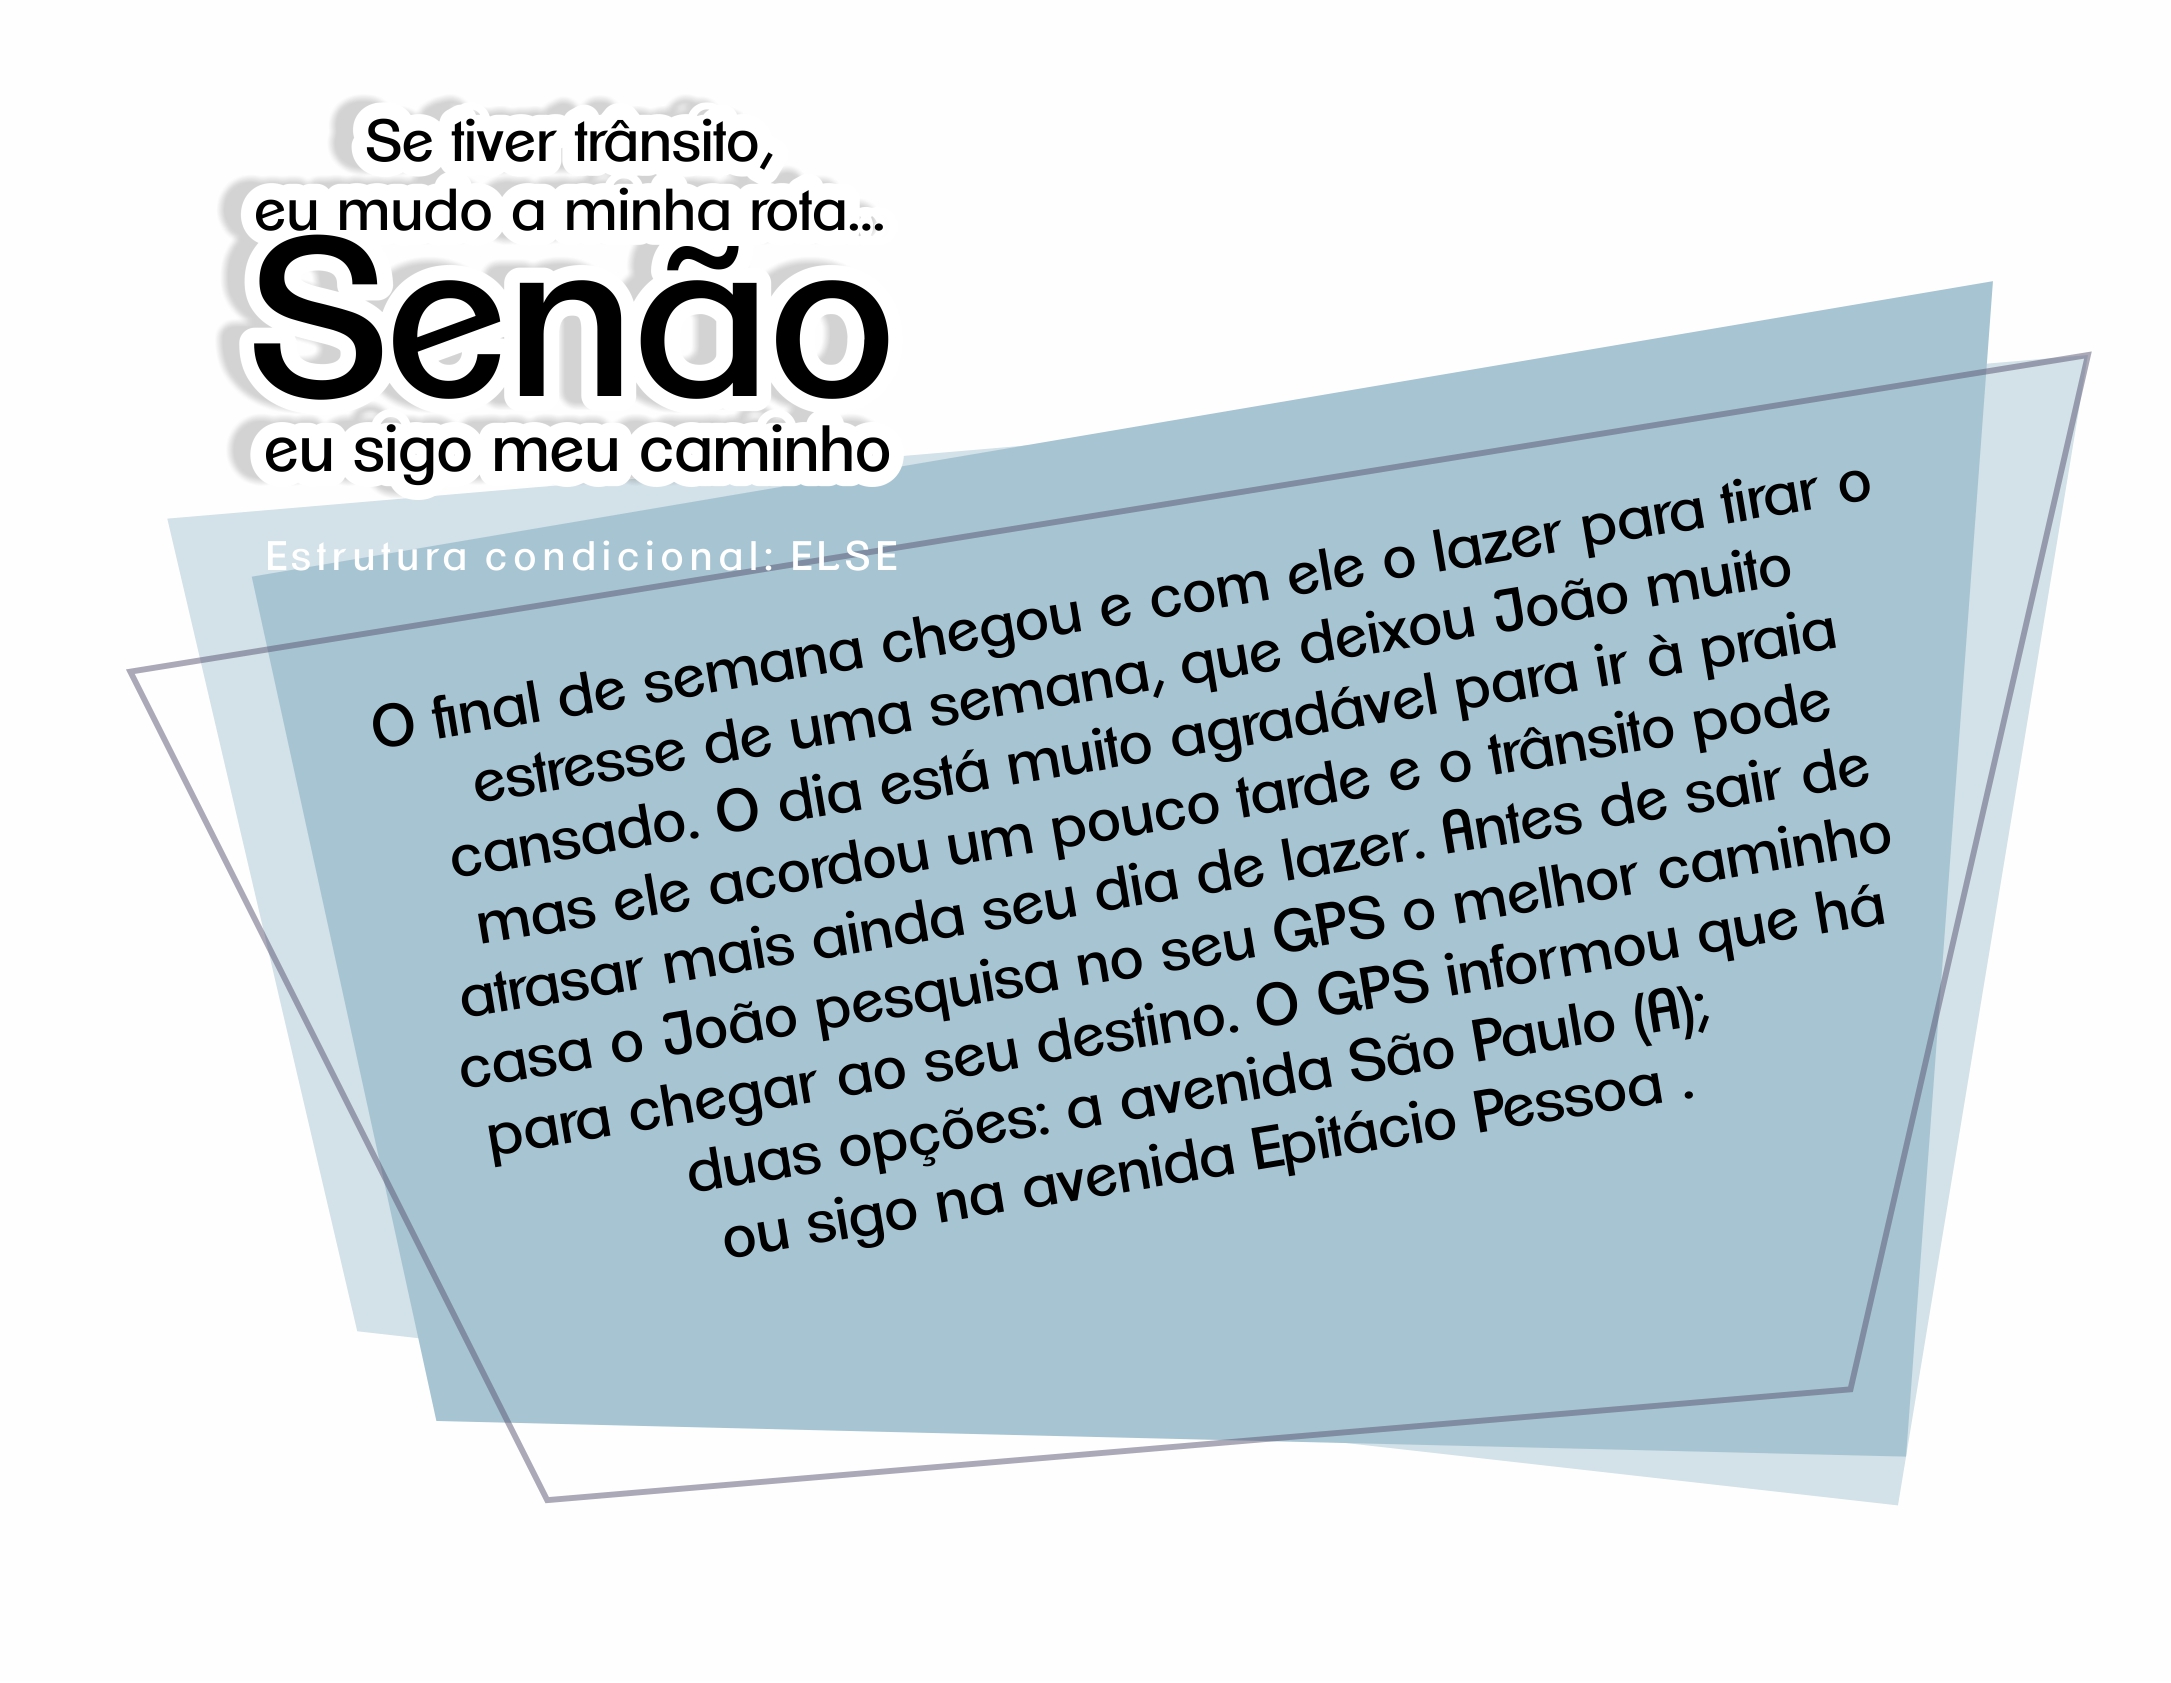 Se tiver trânsito,
eu mudo a minha rota...
Senão
eu sigo meu caminho
Estrutura condicional: ELSE
O final de semana chegou e com ele o lazer para tirar o
estresse de uma semana, que deixou João muito
cansado. O dia está muito agradável para ir à praia
mas ele acordou um pouco tarde e o trânsito pode
atrasar mais ainda seu dia de lazer. Antes de sair de
casa o João pesquisa no seu GPS o melhor caminho
para chegar ao seu destino. O GPS informou que há
duas opções: a avenida São Paulo (A);
ou sigo na avenida Epitácio Pessoa .